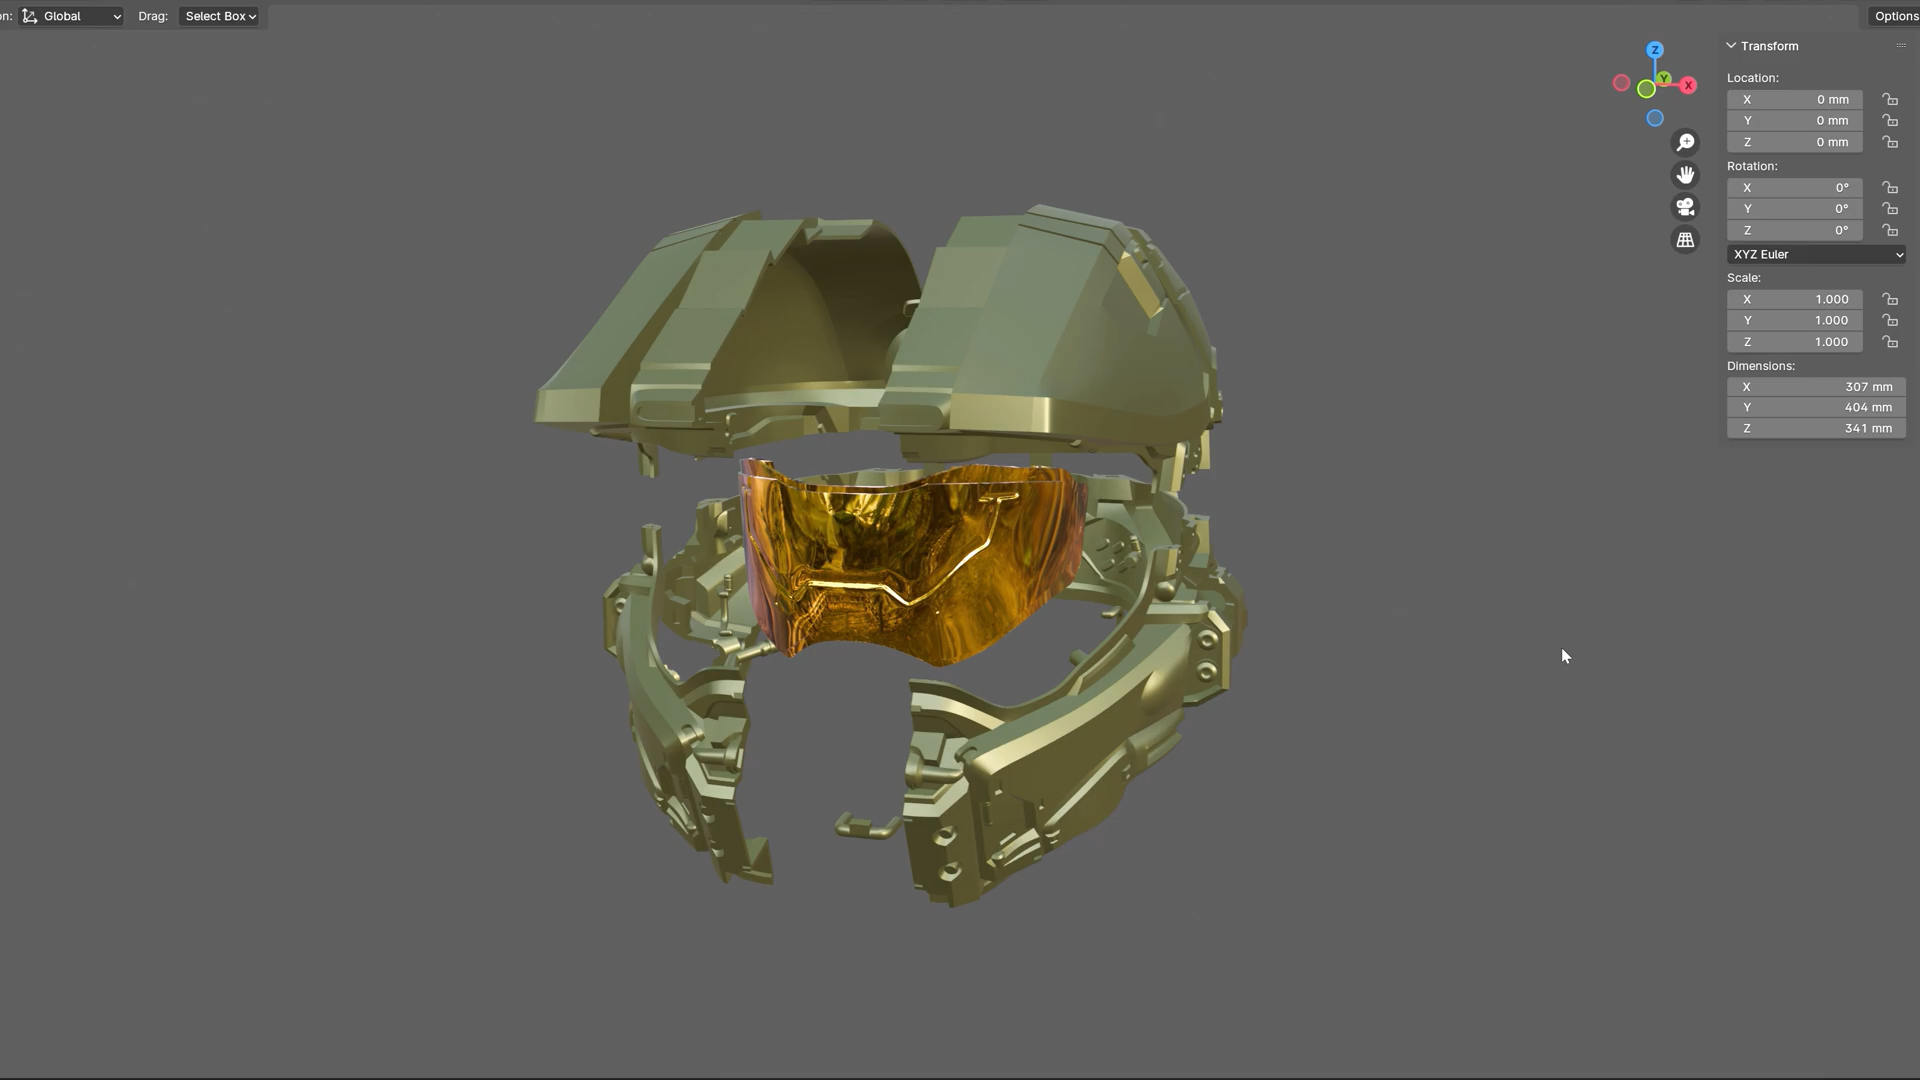 n: Global Drag: Select Box Options
Z
Y
X
Transform
Location:
X 0 mm
Y 0 mm
Z 0 mm
Rotation:
X 0°
Y 0°
Z 0°
XYZ Euler
Scale:
X 1.000
Y 1.000
Z 1.000
Dimensions:
X 307 mm
Y 404 mm
Z 341 mm